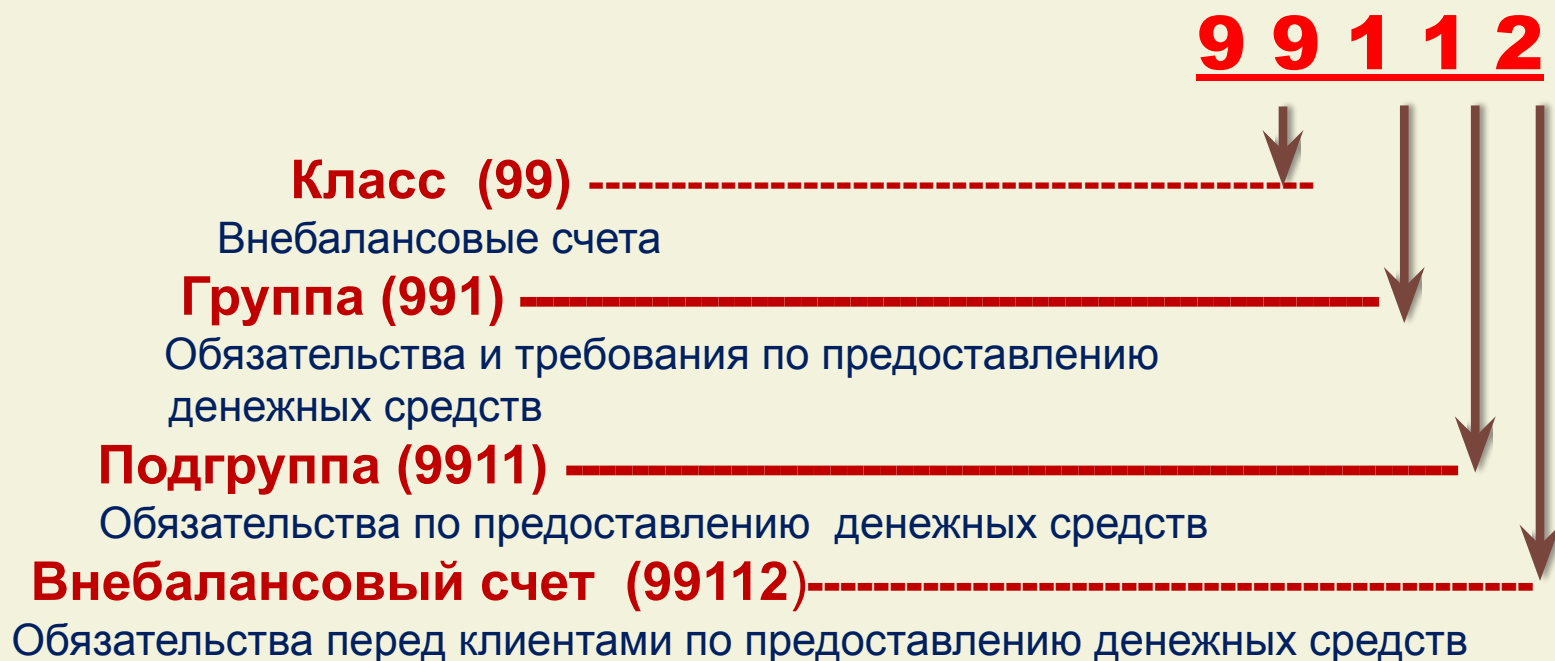 9 9 1 1 2
Класс (99) --------------------------------------------
Внебалансовые счета
Группа (991) ----------------------------------------------------
Обязательства и требования по предоставлению
денежных средств
Подгруппа (9911) ------------------------------------------------------
Обязательства по предоставлению денежных средств
Внебалансовый счет (99112)--------------------------------------------
Обязательства перед клиентами по предоставлению денежных средств